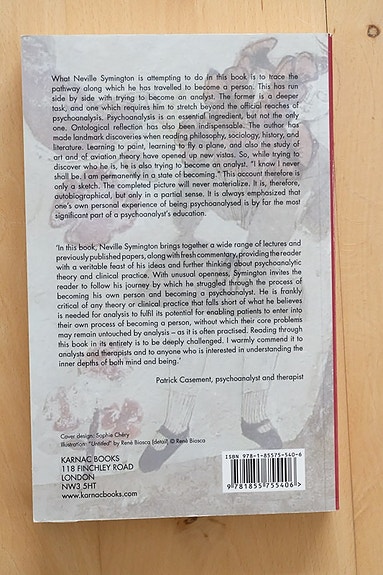 What Neville Symington is attempting to do in this book is to trace the
pathway along which he has travelled to become a person. This has run
side by side with trying to become an analyst. The former is a deeper
task, and one which requires him to stretch beyond the official reaches of
psychoanalysis. Psychoanalysis is an essential ingredient, but not the only
one. Ontological reflection has also been indispensable. The author has
made landmark discoveries when reading philosophy, sociology, history, and
literature. Learning to paint, learning to fly a plane, and also the study of
art and of aviation theory have opened up new vistas. So, while trying to
discover who he is, he is also trying to become an analyst. "I know I never
shall be. I am permanently in a state of becoming." This account therefore is
only a sketch. The completed picture will never materialize. It is, therefore,
autobiographical, but only in a partial sense. It is always emphasized that
one's own personal experience of being psychoanalysed is by far the most
significant part of a psychoanalyst's education.
'In this book, Neville Symington brings together a wide range of lectures and
previously published papers, along with fresh commentary, providing the reader
with a veritable feast of his ideas and further thinking about psychoanalytic
theory and clinical practice. With unusual openness, Symington invites the
reader to follow his journey by which he struggled through the process of
becoming his own person and becoming a psychoanalyst. He is frankly
critical of any theory or clinical practice that falls short of what he believes
is needed for analysis to fulfil its potential for enabling patients to enter into
their own process of becoming a person, without which their core problems
may remain untouched by analysis – as it is often practised. Reading through
this book in its entirety is to be deeply challenged. I warmly commend it to
analysts and therapists and to anyone who is interested in understanding the
inner depths of both mind and being.'
Patrick Casement, psychoanalyst and therapist
Cover design: Sophie Chéry
Illustration: "Untitled" by René Biosca (detail) © René Biosca
KARNAC BOOKS
118 FINCHLEY ROAD
LONDON
NW3 5HT
www.karnacbooks.com
ISBN 978-1-85575-540-6
9 781855 755406 >